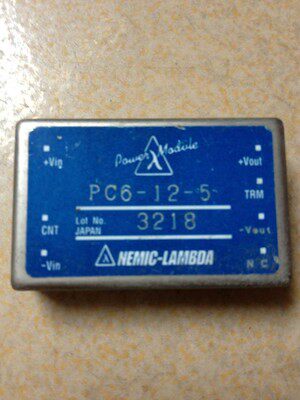 Power Module
+Vin
+Vout
PC6-12-5
TRM
Lot No.
JAPAN
3218
CNT
-Vout
-Vin
NEMIC-LAMBDA
NC